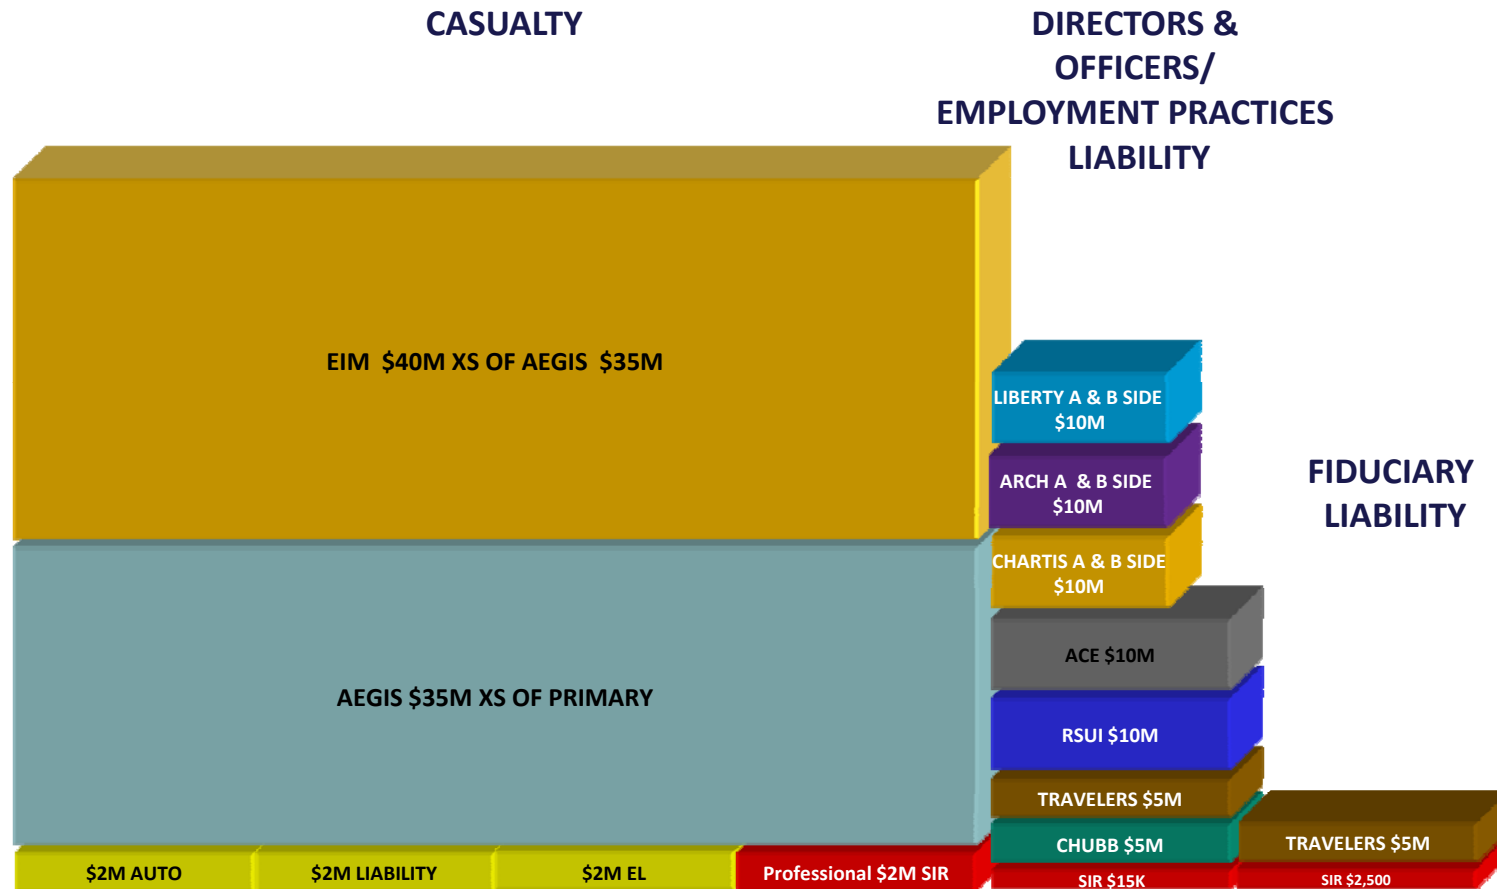 CASUALTY
DIRECTORS &
OFFICERS/
EMPLOYMENT PRACTICES
LIABILITY
EIM  $40M XS OF AEGIS  $35M
AEGIS $35M XS OF PRIMARY
$2M AUTO
$2M LIABILITY
$2M EL
Professional $2M SIR
LIBERTY A & B SIDE
$10M
ARCH A  & B SIDE
$10M
CHARTIS A & B SIDE
$10M
ACE $10M
RSUI $10M
TRAVELERS $5M
CHUBB $5M
SIR $15K
FIDUCIARY
LIABILITY
TRAVELERS $5M
SIR $2,500